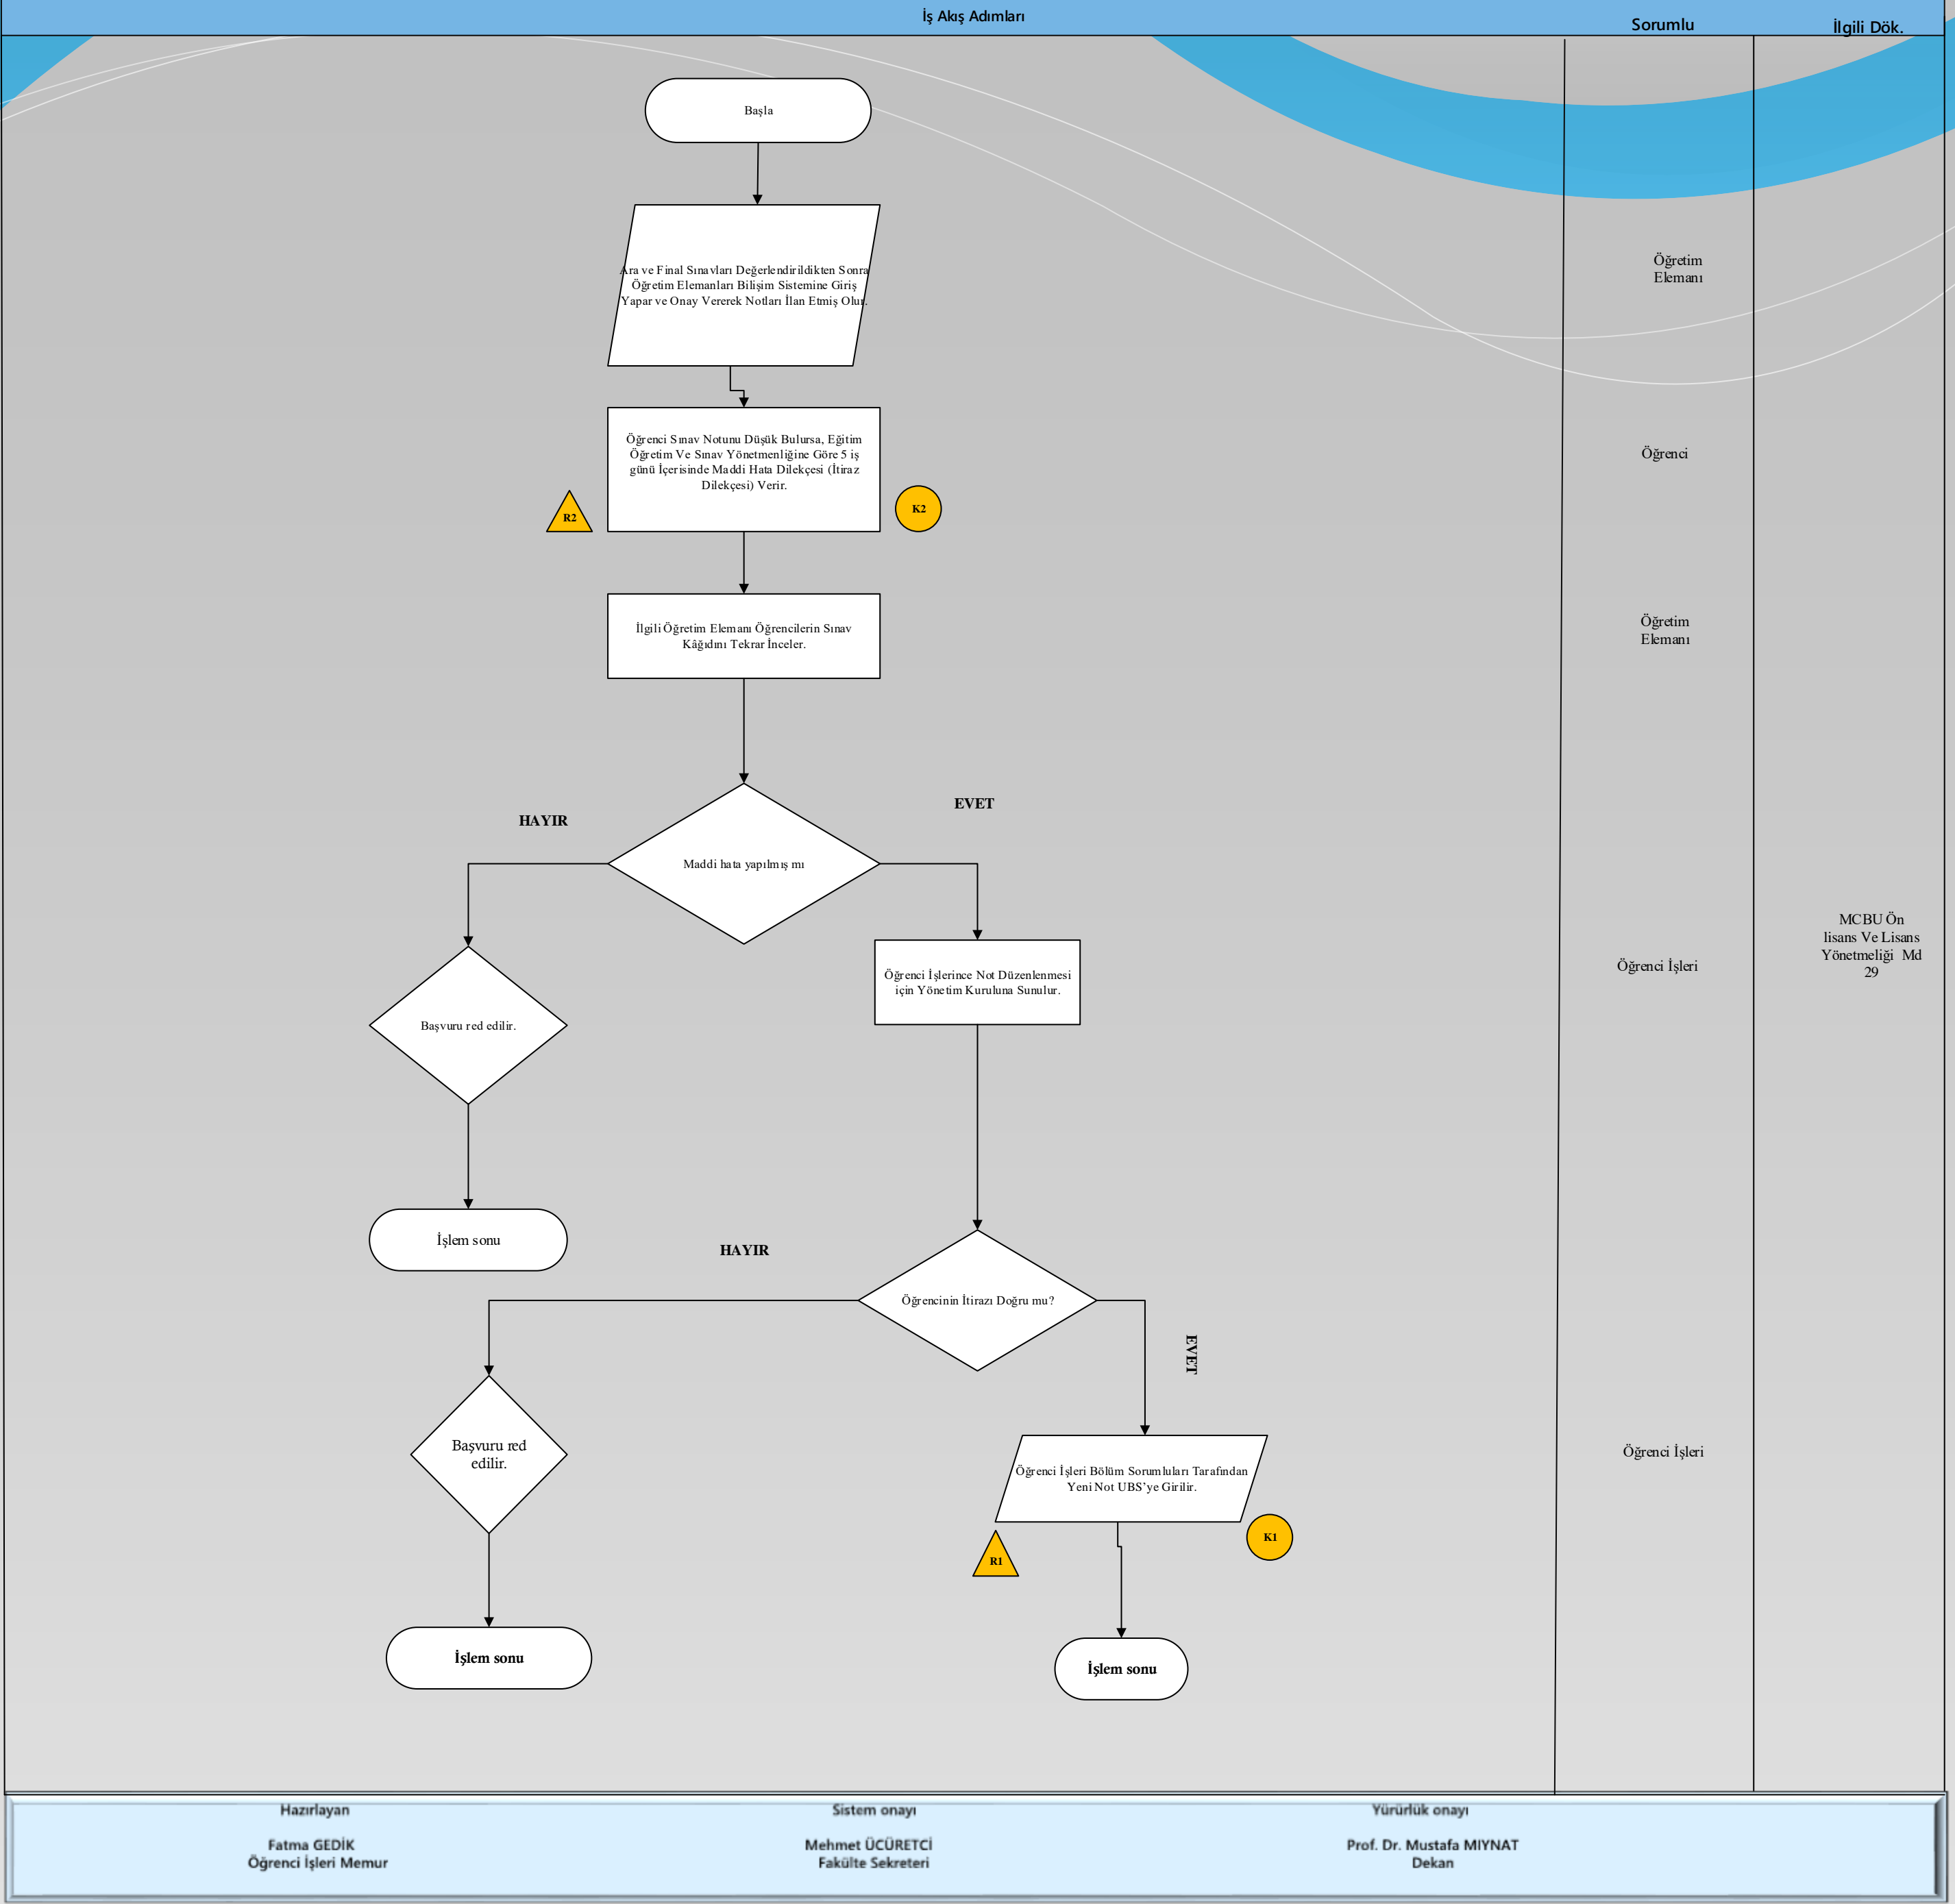 İş Akış Adımları
Sorumlu
İlgili Dök.
Başla
Ara ve Final Sınavları Değerlendirildikten Sonra
Öğretim Elemanları Bilişim Sistemine Giriş
Yapar ve Onay Vererek Notları İlan Etmiş Olur.
Öğretim
Elemanı
Öğrenci Sınav Notunu Düşük Bulursa, Eğitim
Öğretim Ve Sınav Yönetmenliğine Göre 5 iş
günü İçerisinde Maddi Hata Dilekçesi (İtiraz
Dilekçesi) Verir.
Öğrenci
R2
K2
İlgili Öğretim Elemanı Öğrencilerin Sınav
Kâğıdını Tekrar İnceler.
Öğretim
Elemanı
HAYIR
EVET
Maddi hata yapılmış mı
Başvuru red edilir.
Öğrenci İşlerince Not Düzenlenmesi
için Yönetim Kuruluna Sunulur.
Öğrenci İşleri
MCBU Ön
lisans Ve Lisans
Yönetmeliği Md
29
İşlem sonu
HAYIR
Öğrencinin İtirazı Doğru mu?
EVET
Başvuru red
edilir.
Öğrenci İşleri Bölüm Sorumluları Tarafından
Yeni Not UBS’ye Girilir.
Öğrenci İşleri
R1
K1
İşlem sonu
İşlem sonu
Hazırlayan
Fatma GEDİK
Öğrenci İşleri Memur
Sistem onayı
Mehmet ÜCÜRETCİ
Fakülte Sekreteri
Yürürlük onayı
Prof. Dr. Mustafa MIYNAT
Dekan